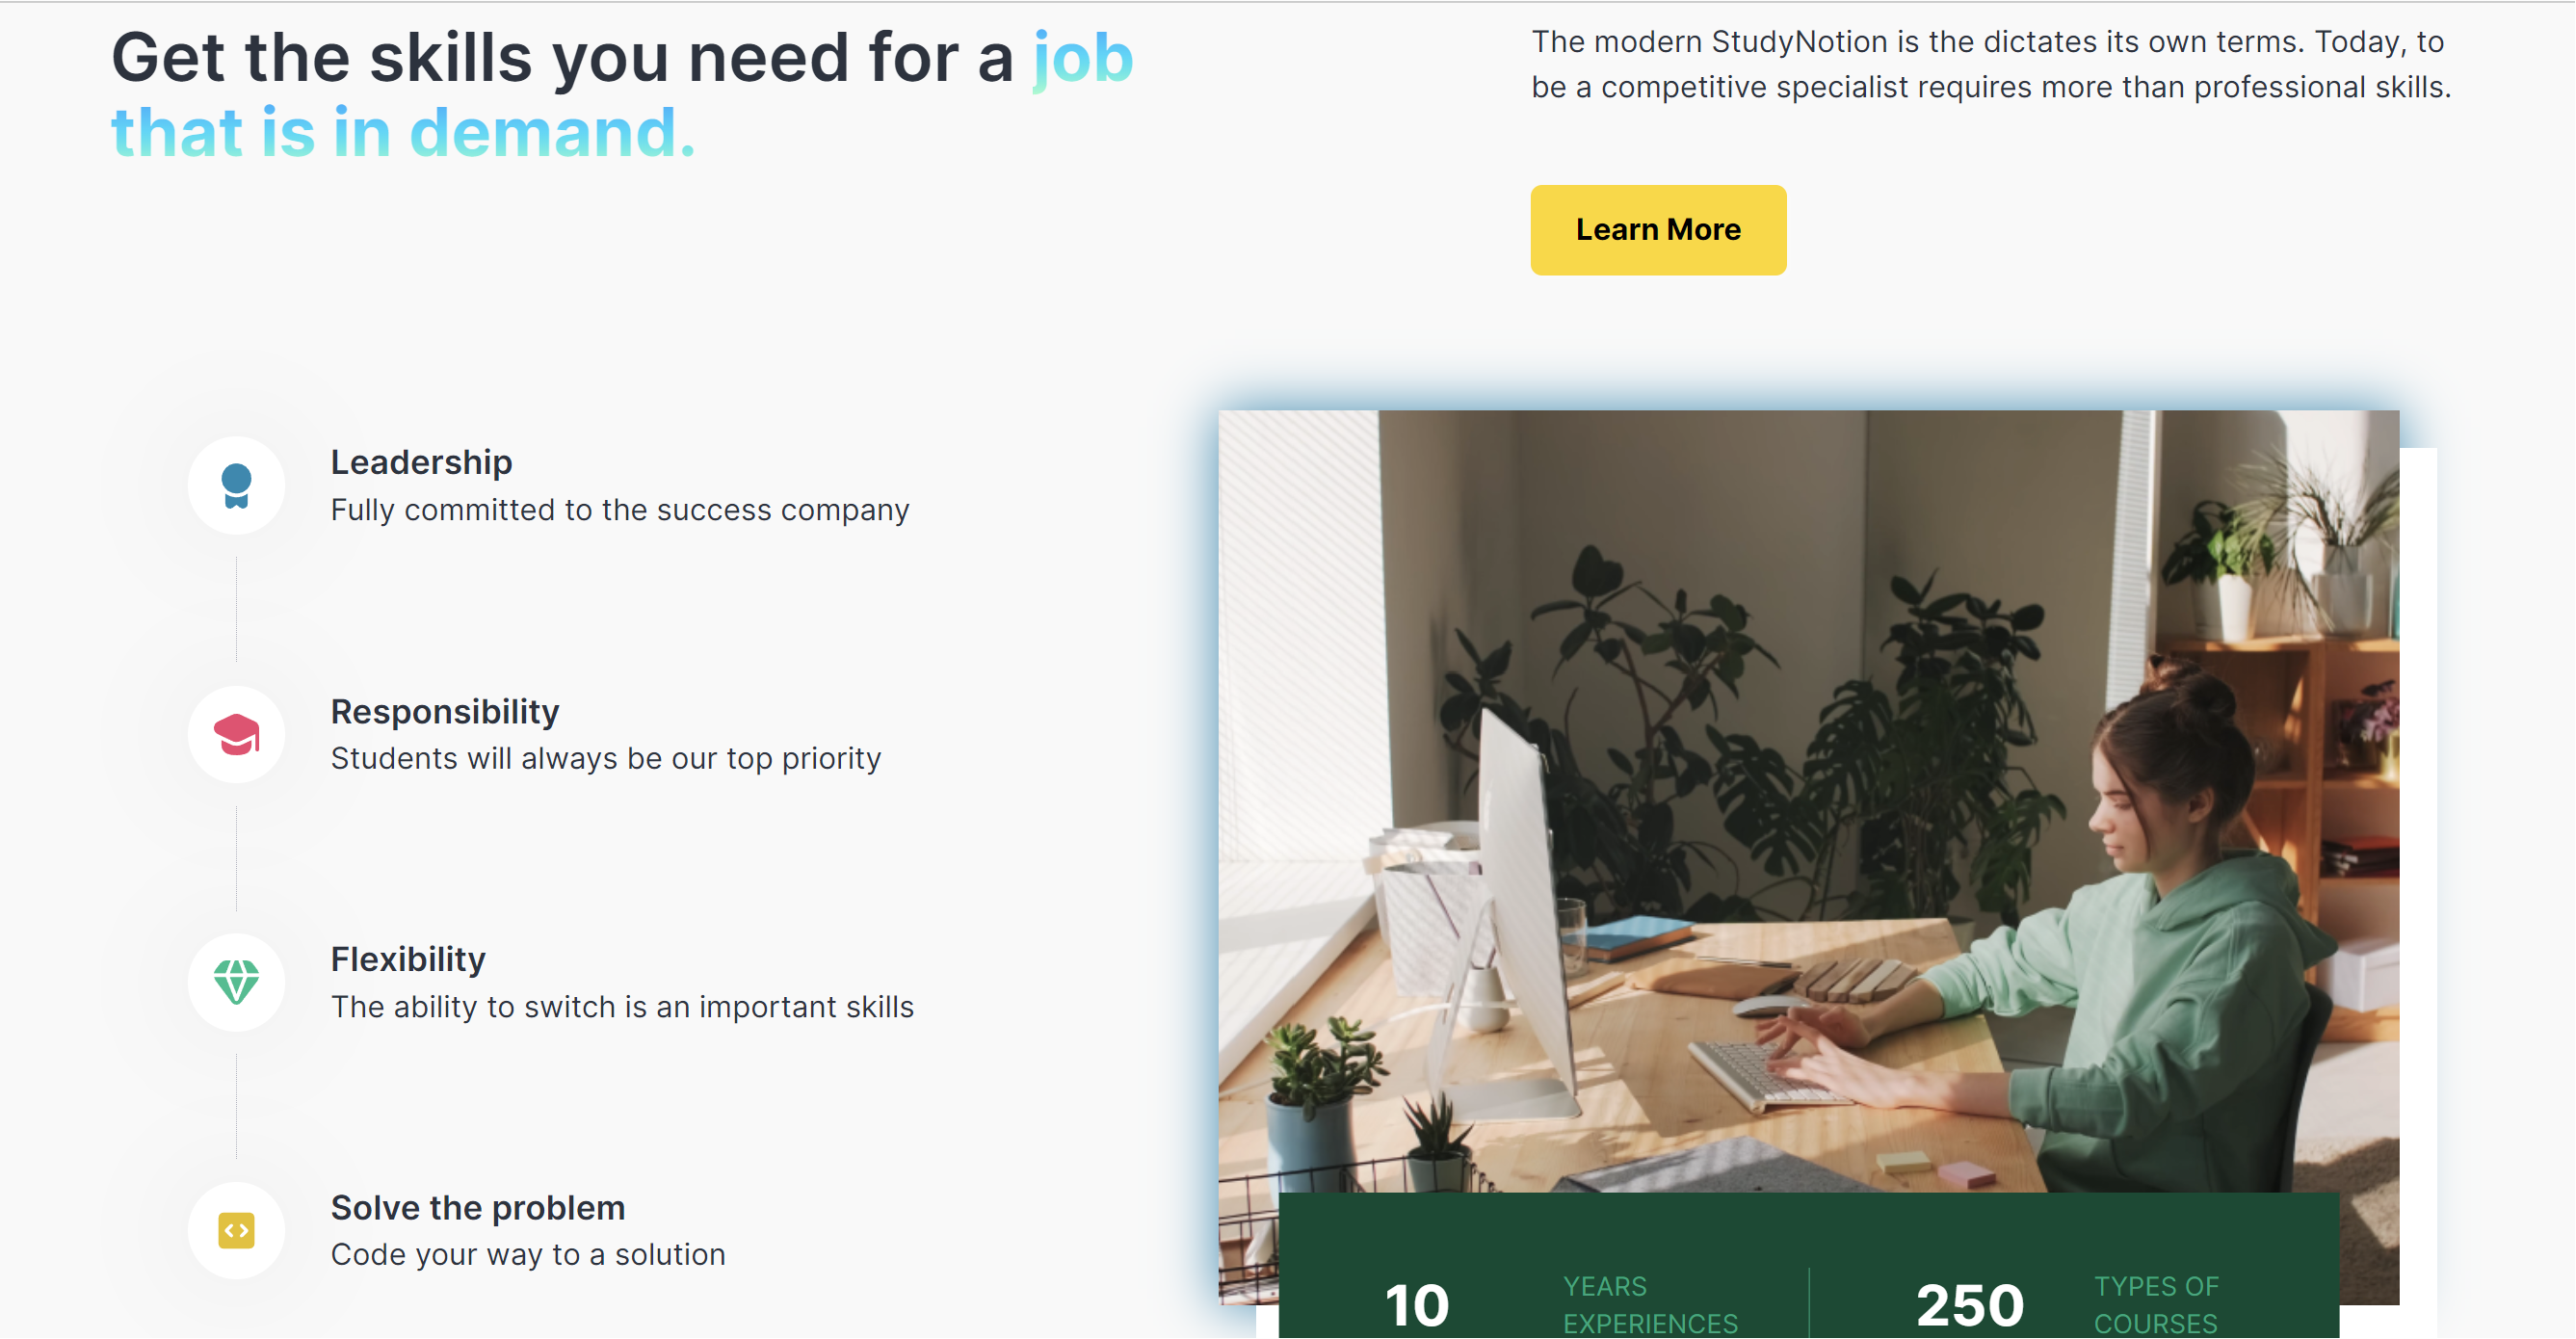 Get the skills you need for a job
that is in demand.
The modern StudyNotion is the dictates its own terms. Today, to
be a competitive specialist requires more than professional skills.
Learn More
Leadership
Fully committed to the success company
Responsibility
Students will always be our top priority
Flexibility
The ability to switch is an important skills
Solve the problem
Code your way to a solution
10
YEARS
EXPERIENCES
250
TYPES OF
COURSES